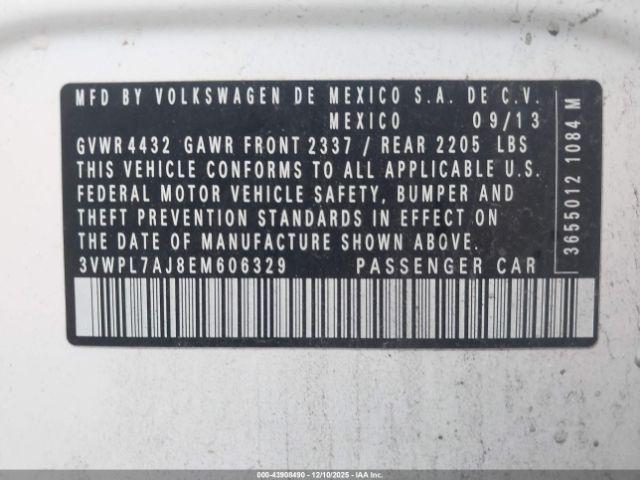 MFD BY VOLKSWAGEN DE MEXICO S.A. DE C.V.
MEXICO 09/13
GVWR 4432 GAWR FRONT 2337 / REAR 2205 LBS
THIS VEHICLE CONFORMS TO ALL APPLICABLE U.S.
FEDERAL MOTOR VEHICLE SAFETY, BUMPER AND
THEFT PREVENTION STANDARDS IN EFFECT ON
THE DATE OF MANUFACTURE SHOWN ABOVE.
3VWPL7AJ8EM606329 PASSENGER CAR
3655012 1084 M
000-43908490 - 12/10/2025 - IAA Propriety